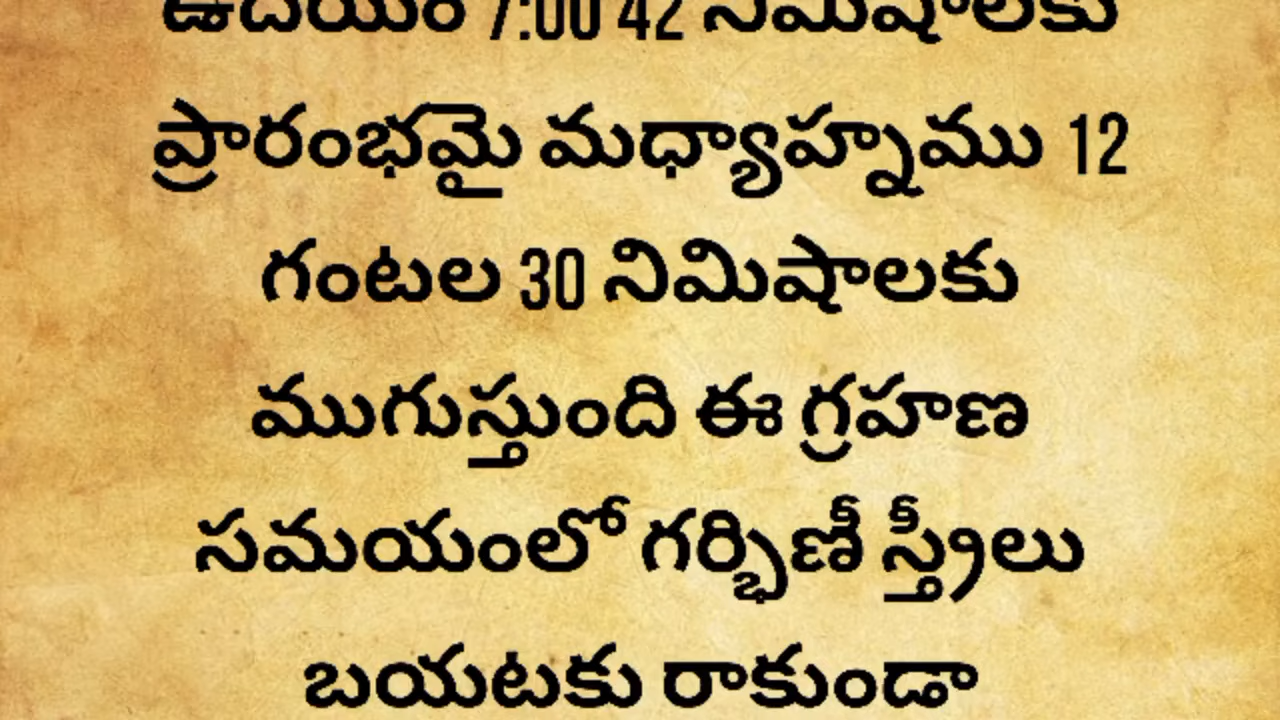 ఉదయం 7:00 42 నిమిషాలకు
ప్రారంభమై మధ్యాహ్నము 12
గంటల 30 నిమిషాలకు
ముగుస్తుంది ఈ గ్రహణ
సమయంలో గర్భిణీ స్త్రీలు
బయటకు రాకుండా